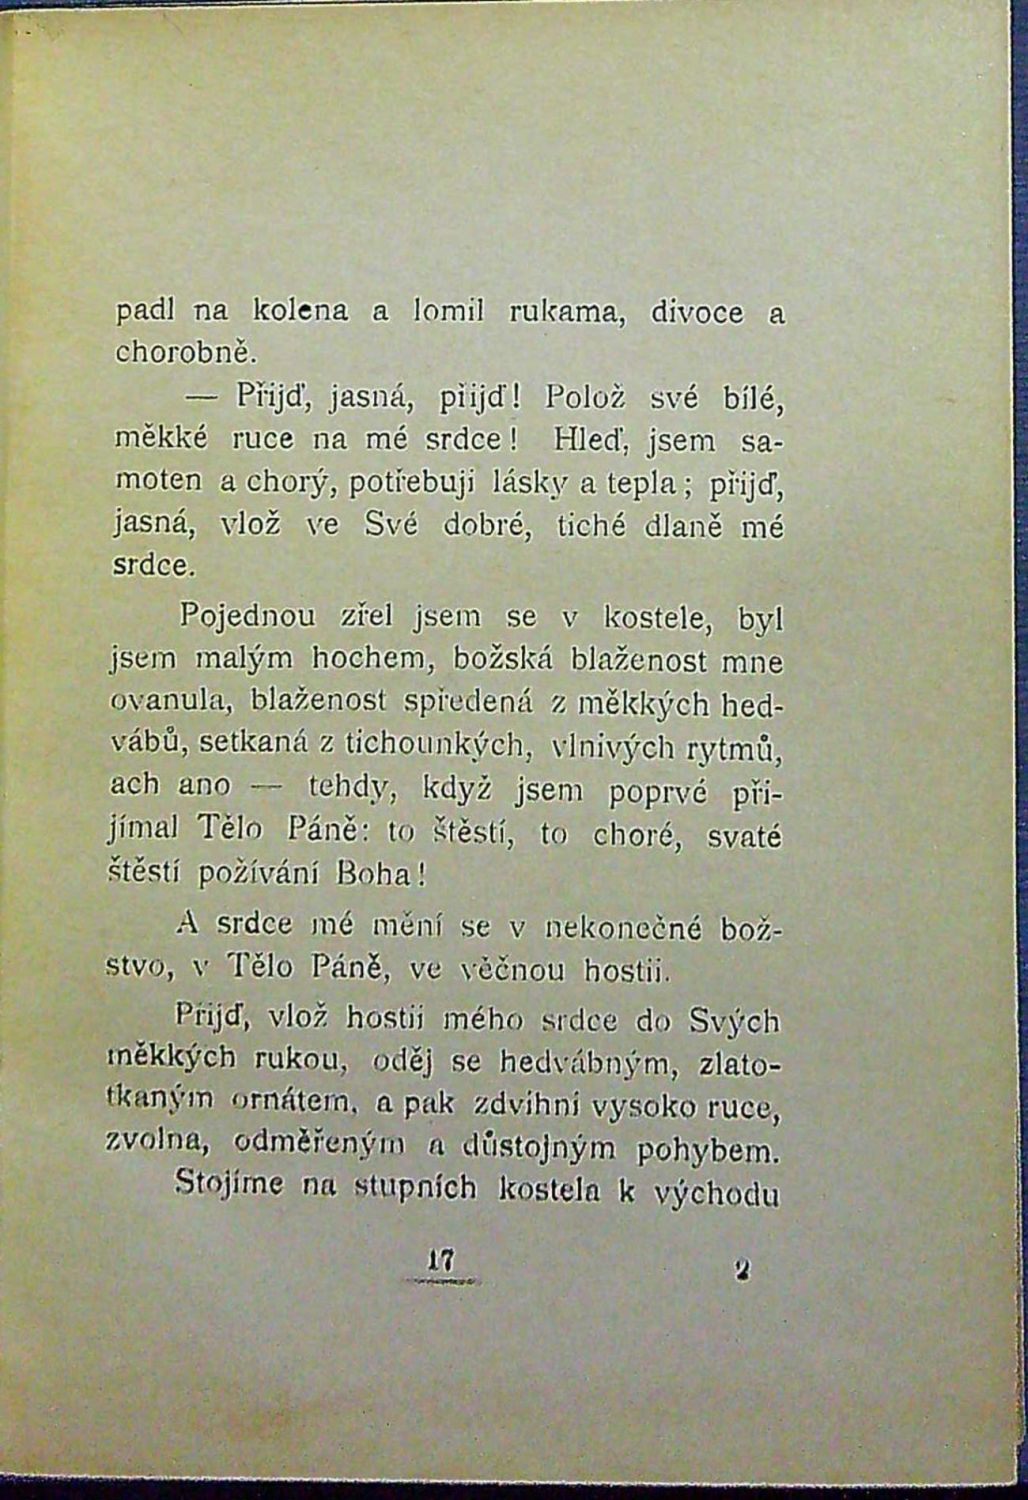 padl na kolena a lomil rukama, divoce a
chorobně.
— Přijď, jasná, přijď! Polož své bílé,
měkké ruce na mé srdce! Hleď, jsem sa-
moten a chorý, potřebuji lásky a tepla; přijď,
jasná, vlož ve Své dobré, tiché dlaně mé
srdce.
Pojednou zřel jsem se v kostele, byl
jsem malým hochem, božská blaženost mne
ovanula, blaženost spředená z měkkých hed-
vábů, setkaná z tichounkých, vlnivých rytmů,
ach ano — tehdy, když jsem poprvé při-
jímal Tělo Páně: to štěstí, to choré, svaté
štěstí požívání Boha!
A srdce mé mění se v nekonečné bož-
stvo, v Tělo Páně, ve věčnou hostii.
Přijď, vlož hostii mého srdce do Svých
měkkých rukou, oděj se hedvábným, zlato-
tkaným ornátem, a pak zdvihni vysoko ruce,
zvolna, odměřeným a důstojným pohybem.
Stojíme na stupních kostela k východu
17 2